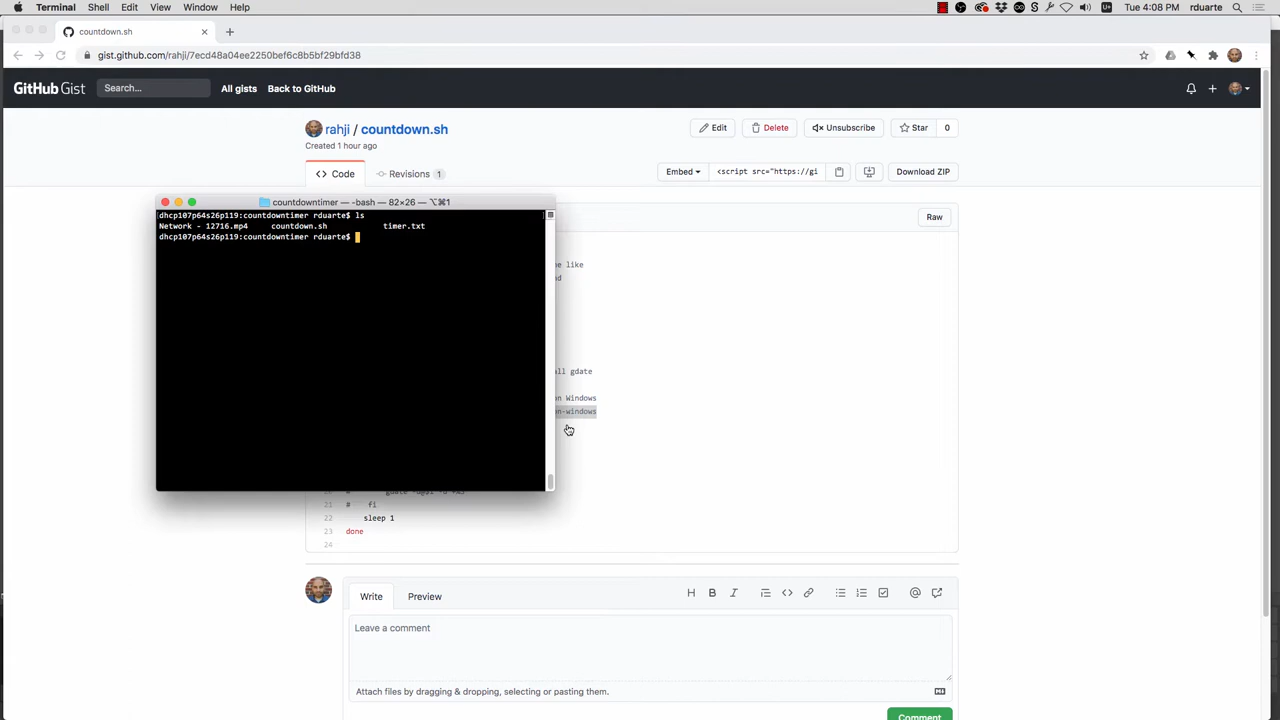 Terminal Shell Edit View Window Help Tue 4:08 PM rduarte
countdown.sh
gist.github.com/rahji/7ecd48a04ee2250bef6c8b5bf29bfd38
GitHub Gist Search... All gists Back to GitHub
rahji / countdown.sh
Edit Delete Unsubscribe Star 0
Created 1 hour ago
Code Revisions 1
Embed <script src="https://gi Download ZIP
countdowntimer — -bash — 82×26 — ⌥⌘1
dhcp107p64s26p119:countdowntimer rduarte$ ls
Network - 12716.mp4 countdown.sh timer.txt
dhcp107p64s26p119:countdowntimer rduarte$
Raw
e like
d
ll gdate
n Windows
n-windows
21 # fi
22 sleep 1
23 done
24
Write Preview
Leave a comment
Attach files by dragging & dropping, selecting or pasting them.
Comment